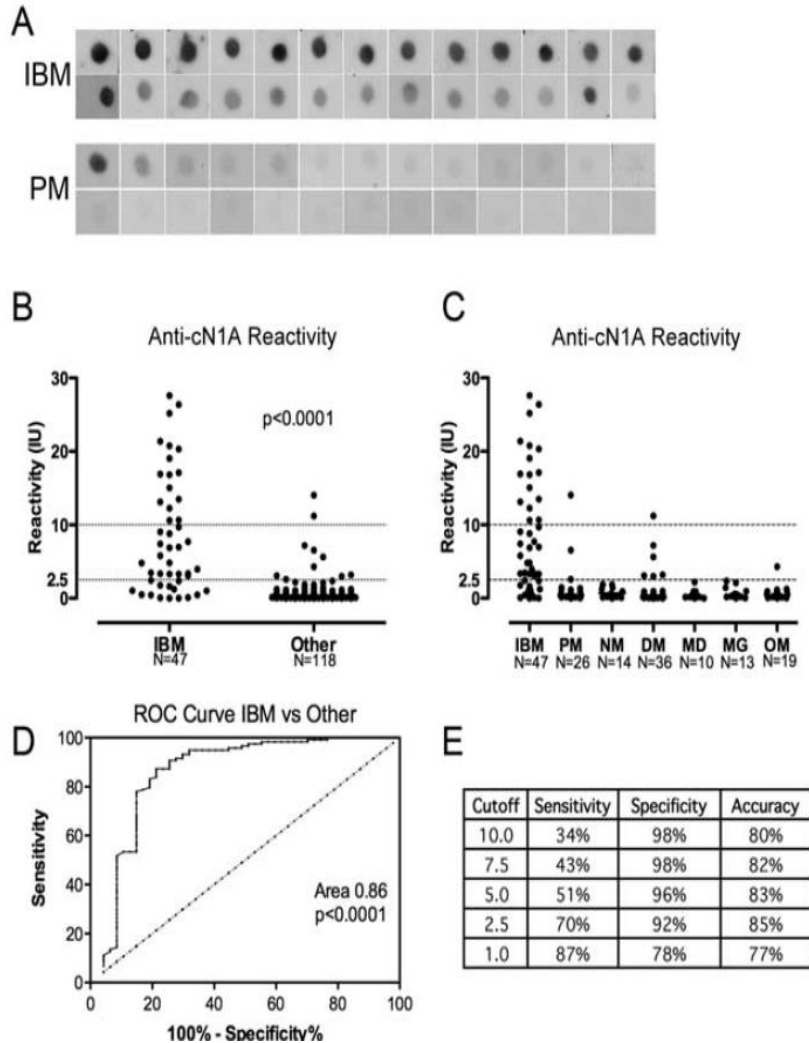 A
IBM
PM
B
Anti-cN1A Reactivity
Reactivity (IU)
30
20
10
2.5
0
p<0.0001
IBM
N=47
Other
N=118
C
Anti-cN1A Reactivity
Reactivity (IU)
30
20
10
2.5
0
IBM PM NM DM MD MG OM
N=47 N=26 N=14 N=36 N=10 N=13 N=19
D
ROC Curve IBM vs Other
Sensitivity
100
80
60
40
20
0
Area 0.86
p<0.0001
0 20 40 60 80 100
100% - Specificity%
E
Cutoff Sensitivity Specificity Accuracy
10.0 34% 98% 80%
7.5 43% 98% 82%
5.0 51% 96% 83%
2.5 70% 92% 85%
1.0 87% 78% 77%